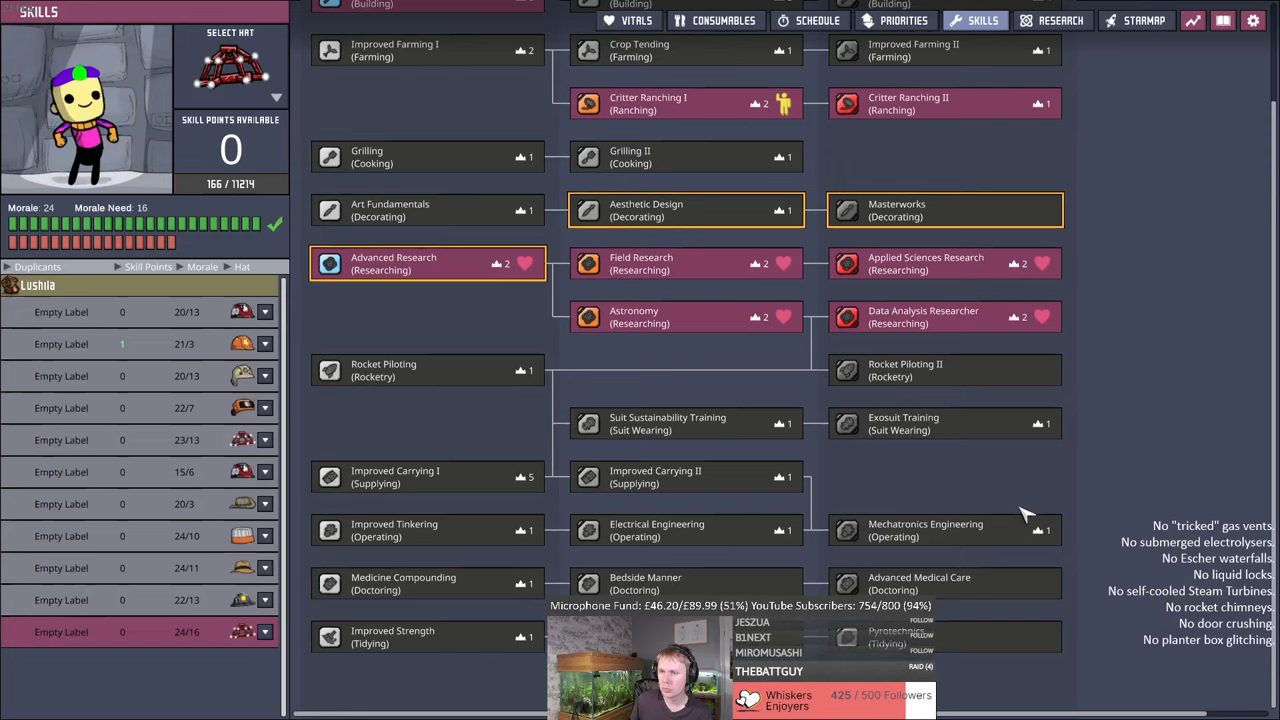 SKILLS
VITALS
CONSUMABLES
SCHEDULE
PRIORITIES
SKILLS
RESEARCH
STARMAP
SELECT HAT
SKILL POINTS AVAILABLE
0
166 / 11214
Morale: 24 Morale Need: 16
Duplicants Skill Points Morale Hat
Lushila
Empty Label 0 20/13
Empty Label 1 21/3
Empty Label 0 20/13
Empty Label 0 22/7
Empty Label 0 23/13
Empty Label 0 15/6
Empty Label 0 20/3
Empty Label 0 24/10
Empty Label 0 24/11
Empty Label 0 22/13
Empty Label 0 24/16
(Building)
(Building)
(Building)
Improved Farming I
(Farming)
2
Crop Tending
(Farming)
1
Improved Farming II
(Farming)
1
Critter Ranching I
(Ranching)
2
Critter Ranching II
(Ranching)
1
Grilling
(Cooking)
1
Grilling II
(Cooking)
1
Art Fundamentals
(Decorating)
1
Aesthetic Design
(Decorating)
1
Masterworks
(Decorating)
Advanced Research
(Researching)
2
Field Research
(Researching)
2
Applied Sciences Research
(Researching)
2
Astronomy
(Researching)
2
Data Analysis Researcher
(Researching)
2
Rocket Piloting
(Rocketry)
1
Rocket Piloting II
(Rocketry)
Suit Sustainability Training
(Suit Wearing)
1
Exosuit Training
(Suit Wearing)
1
Improved Carrying I
(Supplying)
5
Improved Carrying II
(Supplying)
1
Improved Tinkering
(Operating)
1
Electrical Engineering
(Operating)
1
Mechatronics Engineering
(Operating)
1
Medicine Compounding
(Doctoring)
1
Bedside Manner
(Doctoring)
Advanced Medical Care
(Doctoring)
Improved Strength
(Tidying)
1
Pyrotechnics
(Tidying)
No "tricked" gas vents
No submerged electrolysers
No Escher waterfalls
No liquid locks
No self-cooled Steam Turbines
No rocket chimneys
No door crushing
No planter box glitching
Microphone Fund: £46.20/£89.99 (51%) YouTube Subscribers: 754/800 (94%)
JESZUA FOLLOW
B1NEXT FOLLOW
MIROMUSASHI FOLLOW
THEBATTGUY RAID (4)
Whiskers
Enjoyers
425 / 500 Followers